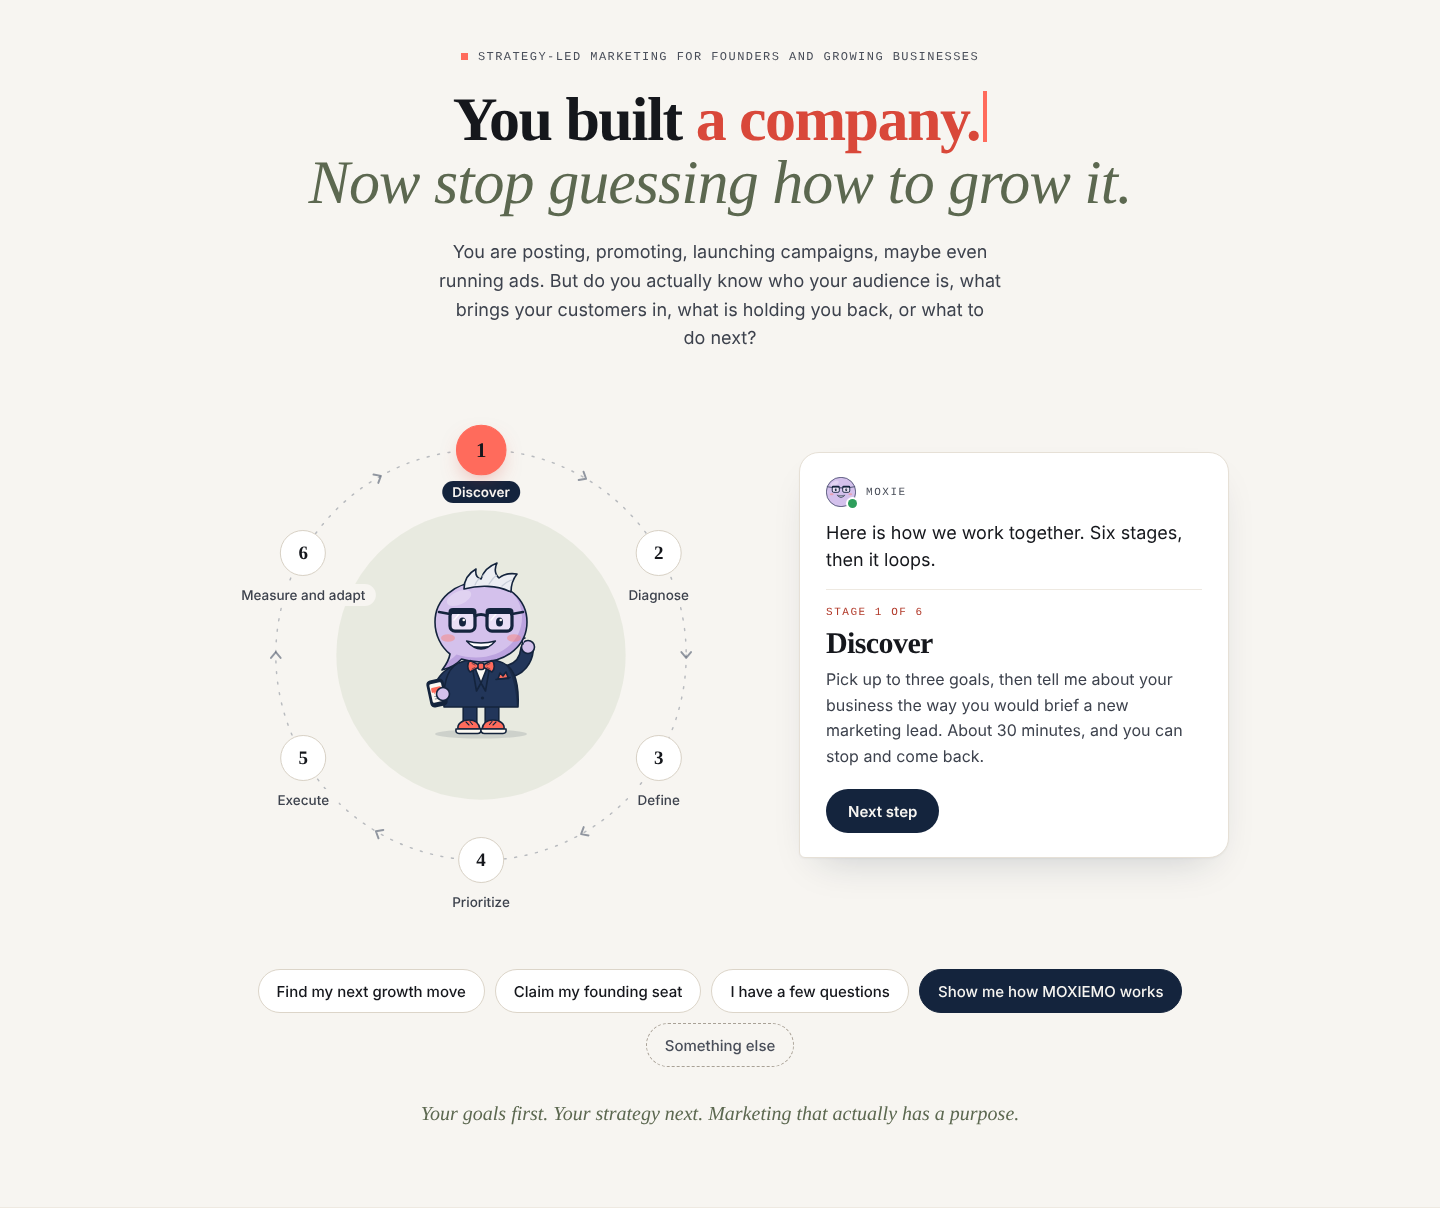 STRATEGY-LED MARKETING FOR FOUNDERS AND GROWING BUSINESSES
You built a company.
Now stop guessing how to grow it.
You are posting, promoting, launching campaigns, maybe even
running ads. But do you actually know who your audience is, what
brings your customers in, what is holding you back, or what to
do next?
1
Discover
6
Measure and adapt
2
Diagnose
5
Execute
3
Define
4
Prioritize
MOXIE
Here is how we work together. Six stages,
then it loops.
STAGE 1 OF 6
Discover
Pick up to three goals, then tell me about your
business the way you would brief a new
marketing lead. About 30 minutes, and you can
stop and come back.
Next step
Find my next growth move
Claim my founding seat
I have a few questions
Show me how MOXIEMO works
Something else
Your goals first. Your strategy next. Marketing that actually has a purpose.